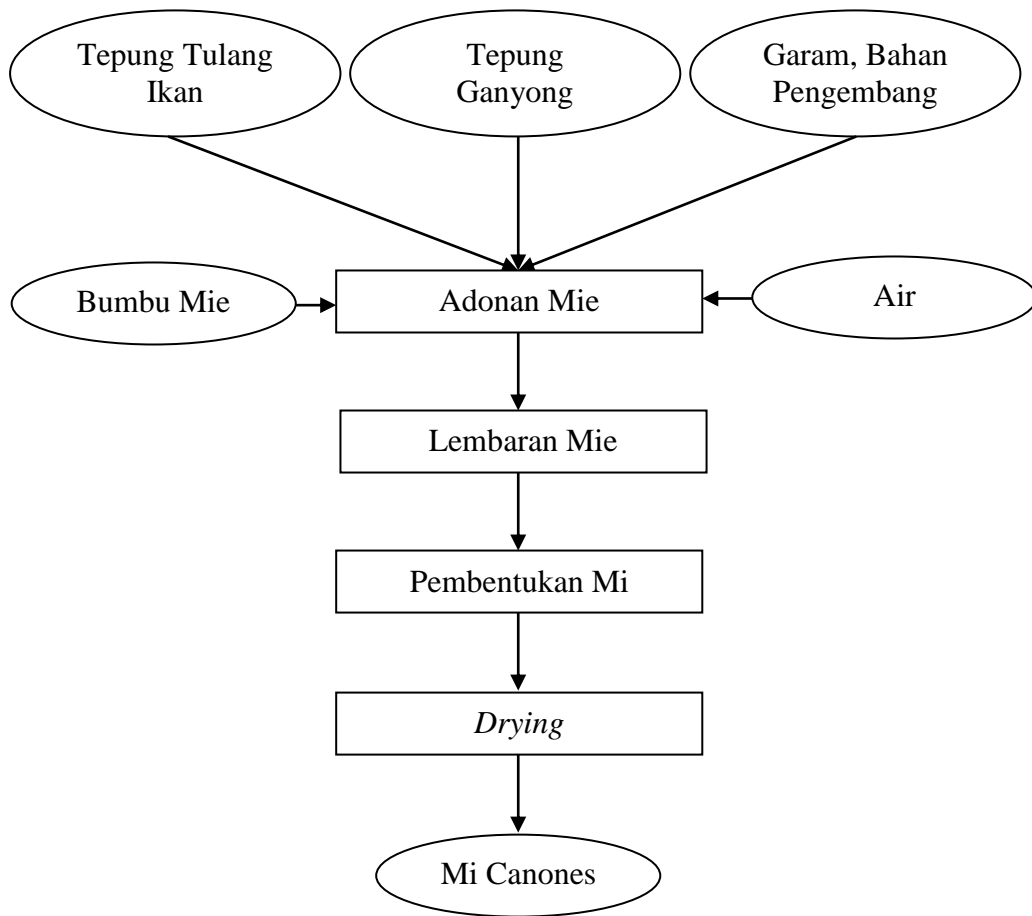 Tepung Tulang
Ikan
Tepung
Ganyong
Garam, Bahan
Pengembang
Bumbu Mie
Adonan Mie
Air
Lembaran Mie
Pembentukan Mi
Drying
Mi Canones